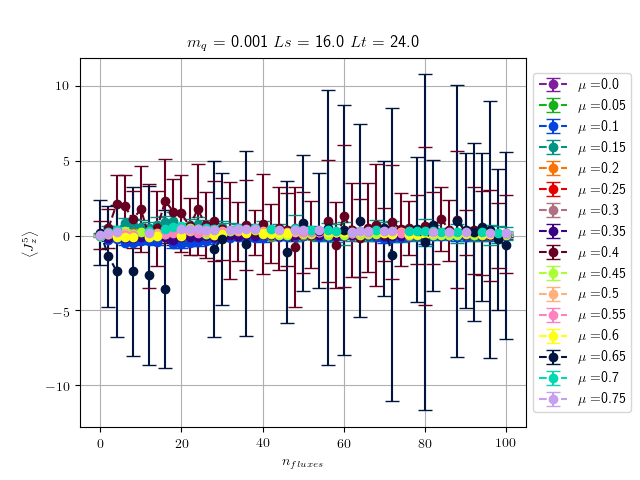 m_q = 0.001 Ls = 16.0 Lt = 24.0
⟨J_z^5⟩
10
5
0
−5
−10
0 20 40 60 80 100
n_fluxes
μ =0.0
μ =0.05
μ =0.1
μ =0.15
μ =0.2
μ =0.25
μ =0.3
μ =0.35
μ =0.4
μ =0.45
μ =0.5
μ =0.55
μ =0.6
μ =0.65
μ =0.7
μ =0.75